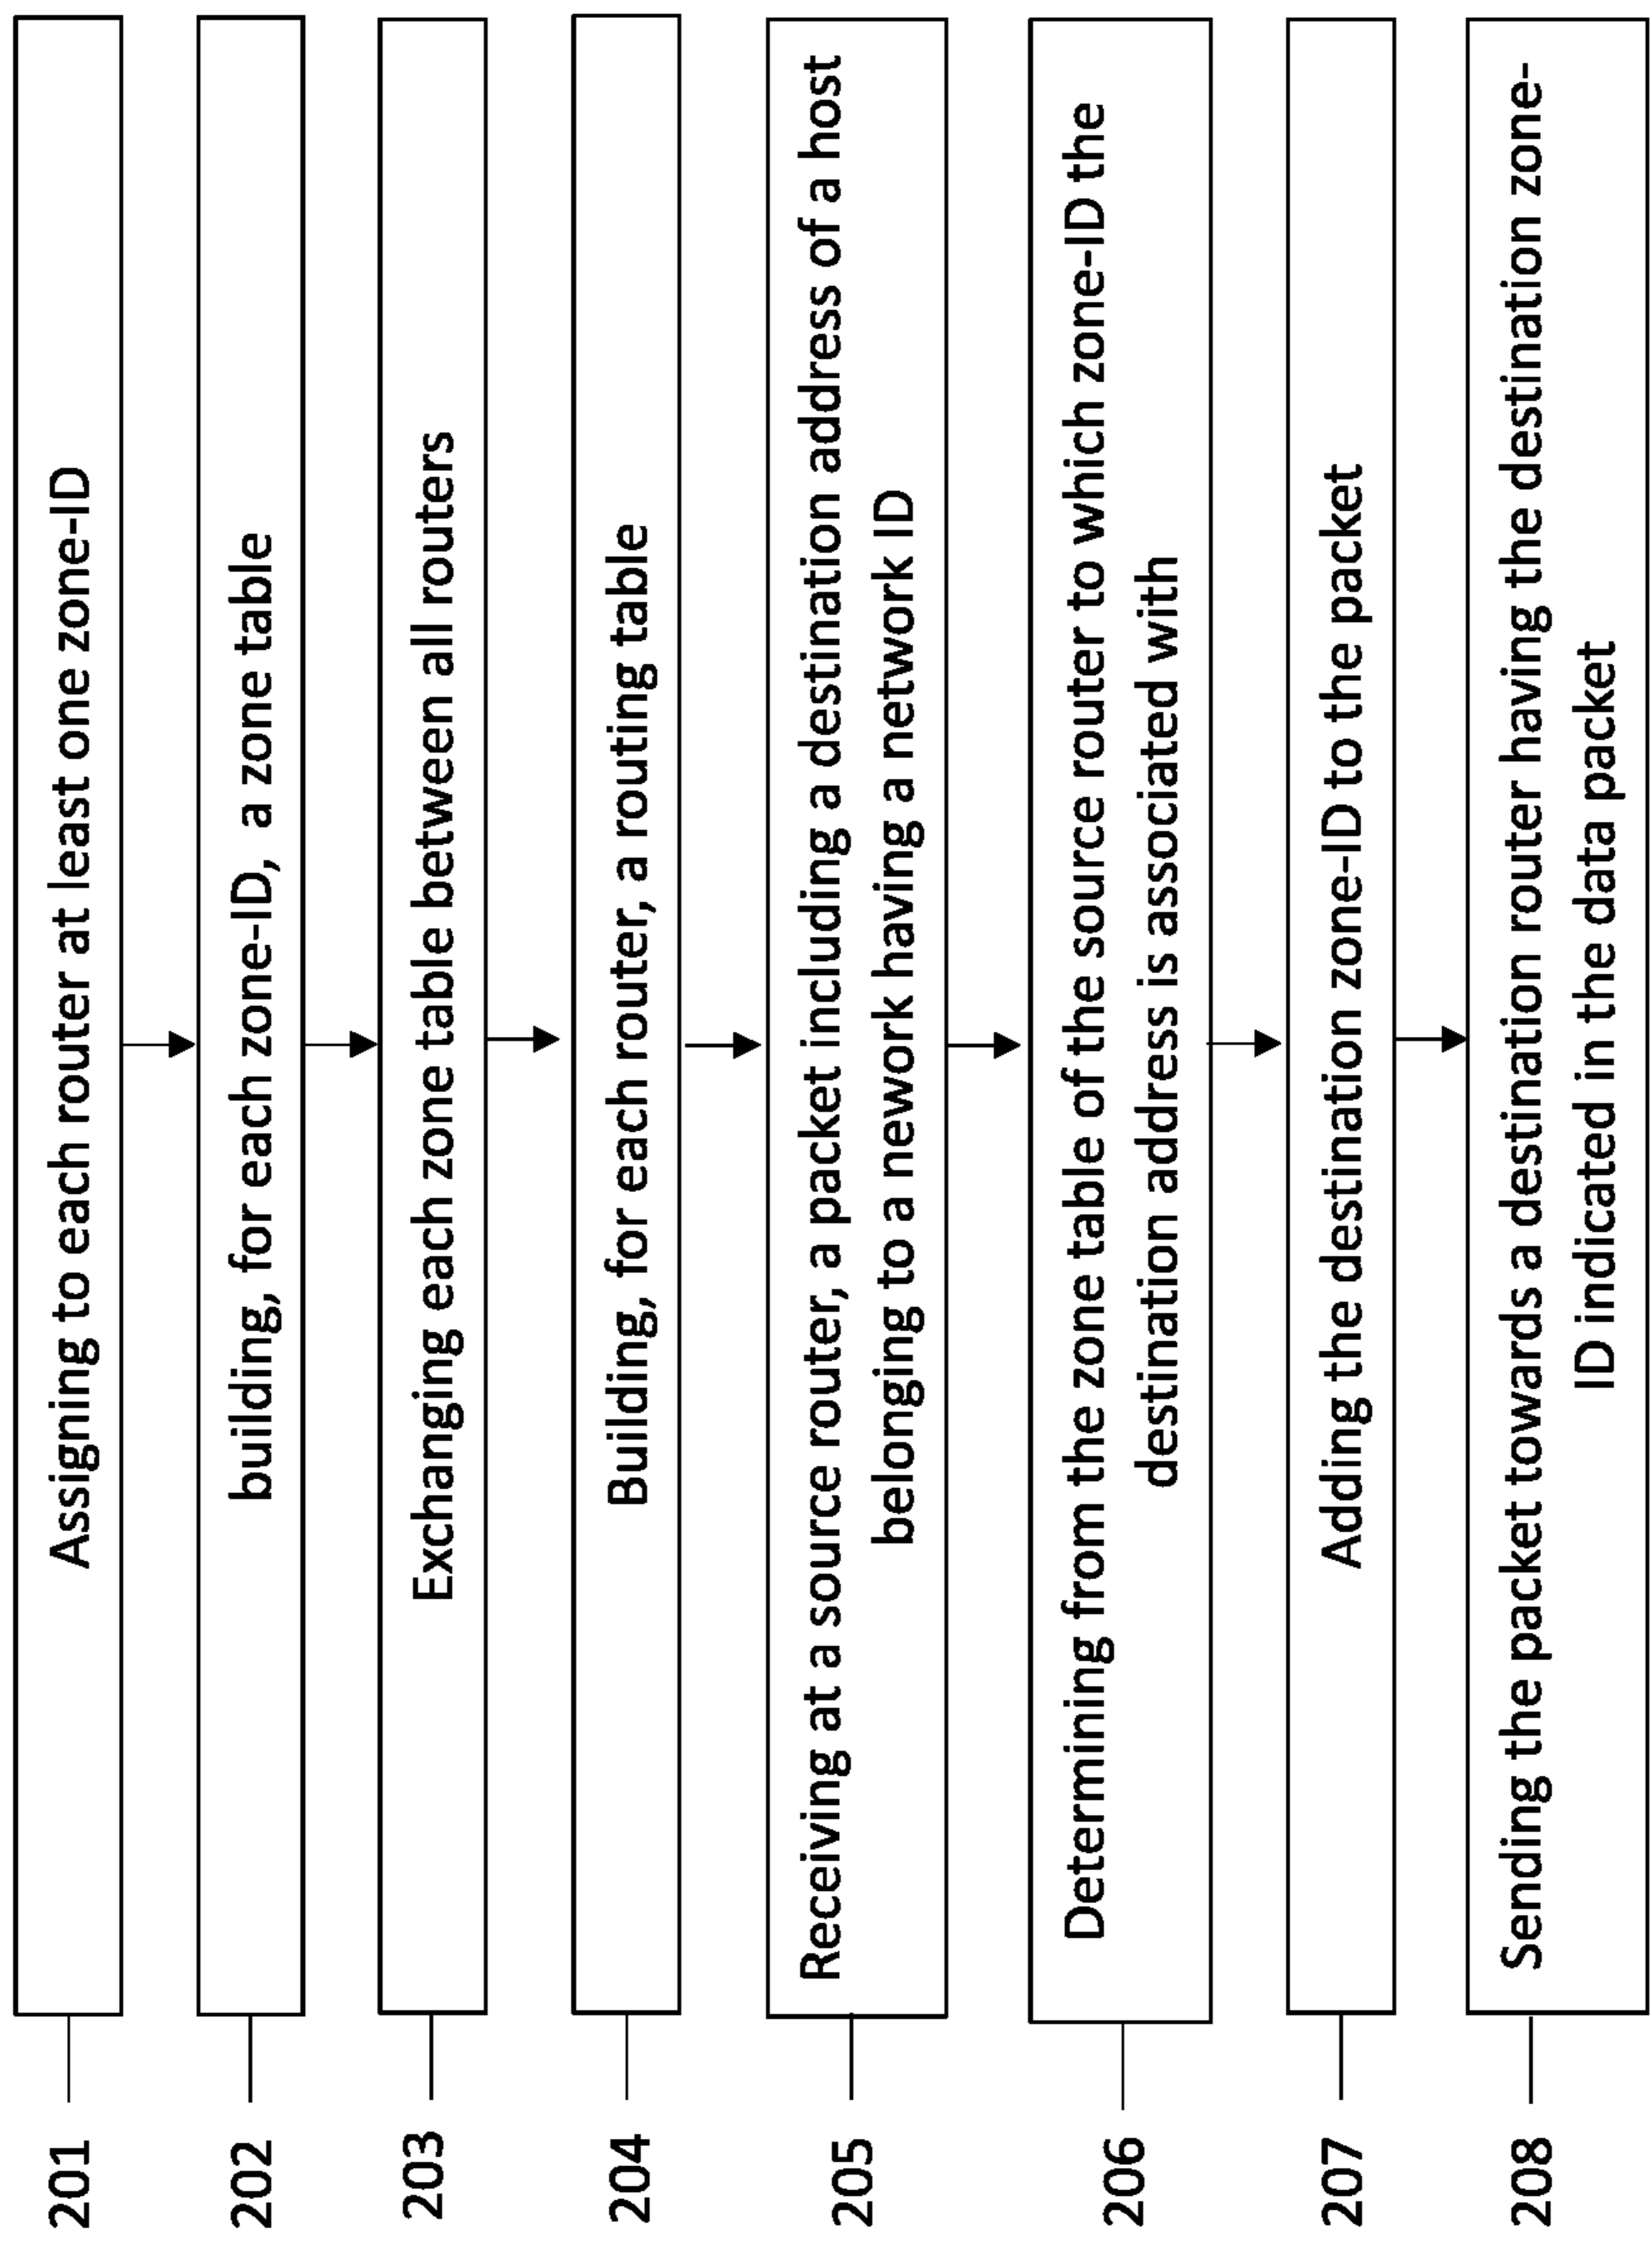 201
Assigning to each router at least one zone-ID
202
building, for each zone-ID, a zone table
203
Exchanging each zone table between all routers
204
Building, for each router, a routing table
205
Receiving at a source router, a packet including a destination address of a host
belonging to a nework having a network ID
206
Determining from the zone table of the source router to which zone-ID the
destination address is associated with
207
Adding the destination zone-ID to the packet
208
Sending the packet towards a destination router having the destination zone-
ID indicated in the data packet